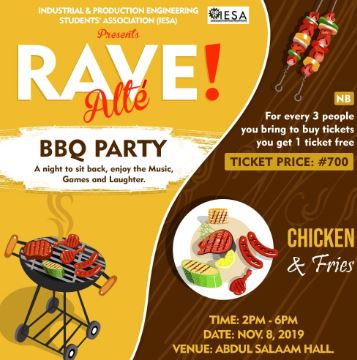 INDUSTRIAL & PRODUCTION ENGINEERING
STUDENTS' ASSOCIATION (IESA)
IESA
Presents
RAVE!
Alté
BBQ PARTY
A night to sit back, enjoy the Music,
Games and Laughter.
NB
For every 3 people
you bring to buy tickets
you get 1 ticket free
TICKET PRICE: #700
CHICKEN
& Fries
TIME: 2PM - 6PM
DATE: NOV. 8, 2019
VENUE: ABDUL SALAAM HALL.